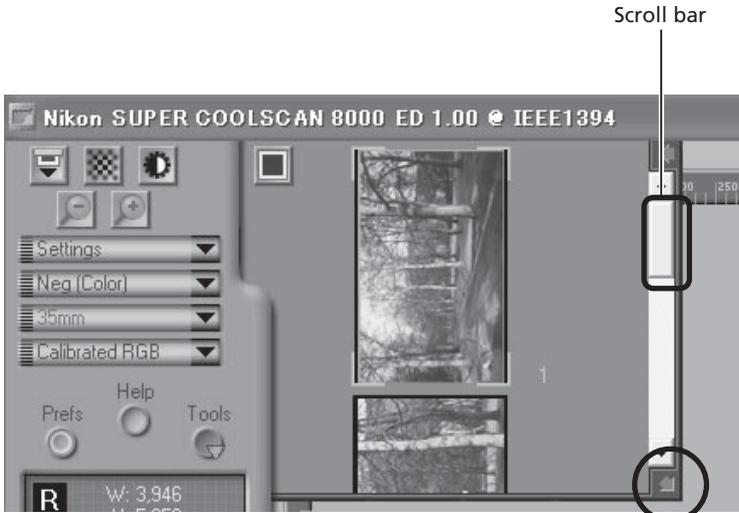 Scroll bar
Nikon SUPER COOLSCAN 8000 ED 1.00 @ IEEE1394
250
Settings
Neg (Color)
35mm
Calibrated RGB
1
Help
Prefs
Tools
R
W: 3,946